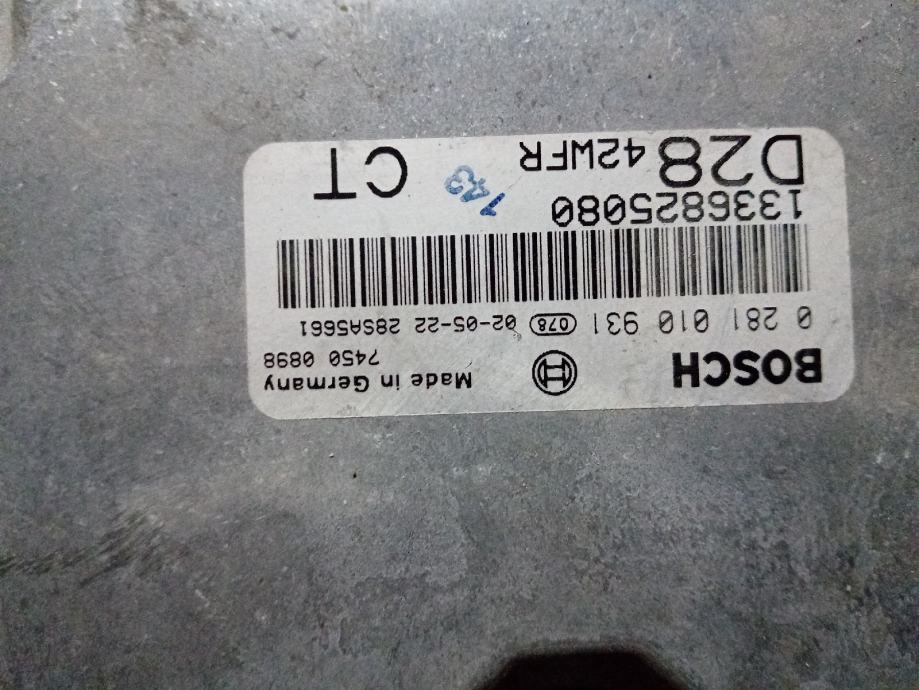 BOSCH
Made in Germany
7450 0898
0 281 010 931 078 02-05-22 28SA5661
1336825080
D28 42WFR CT